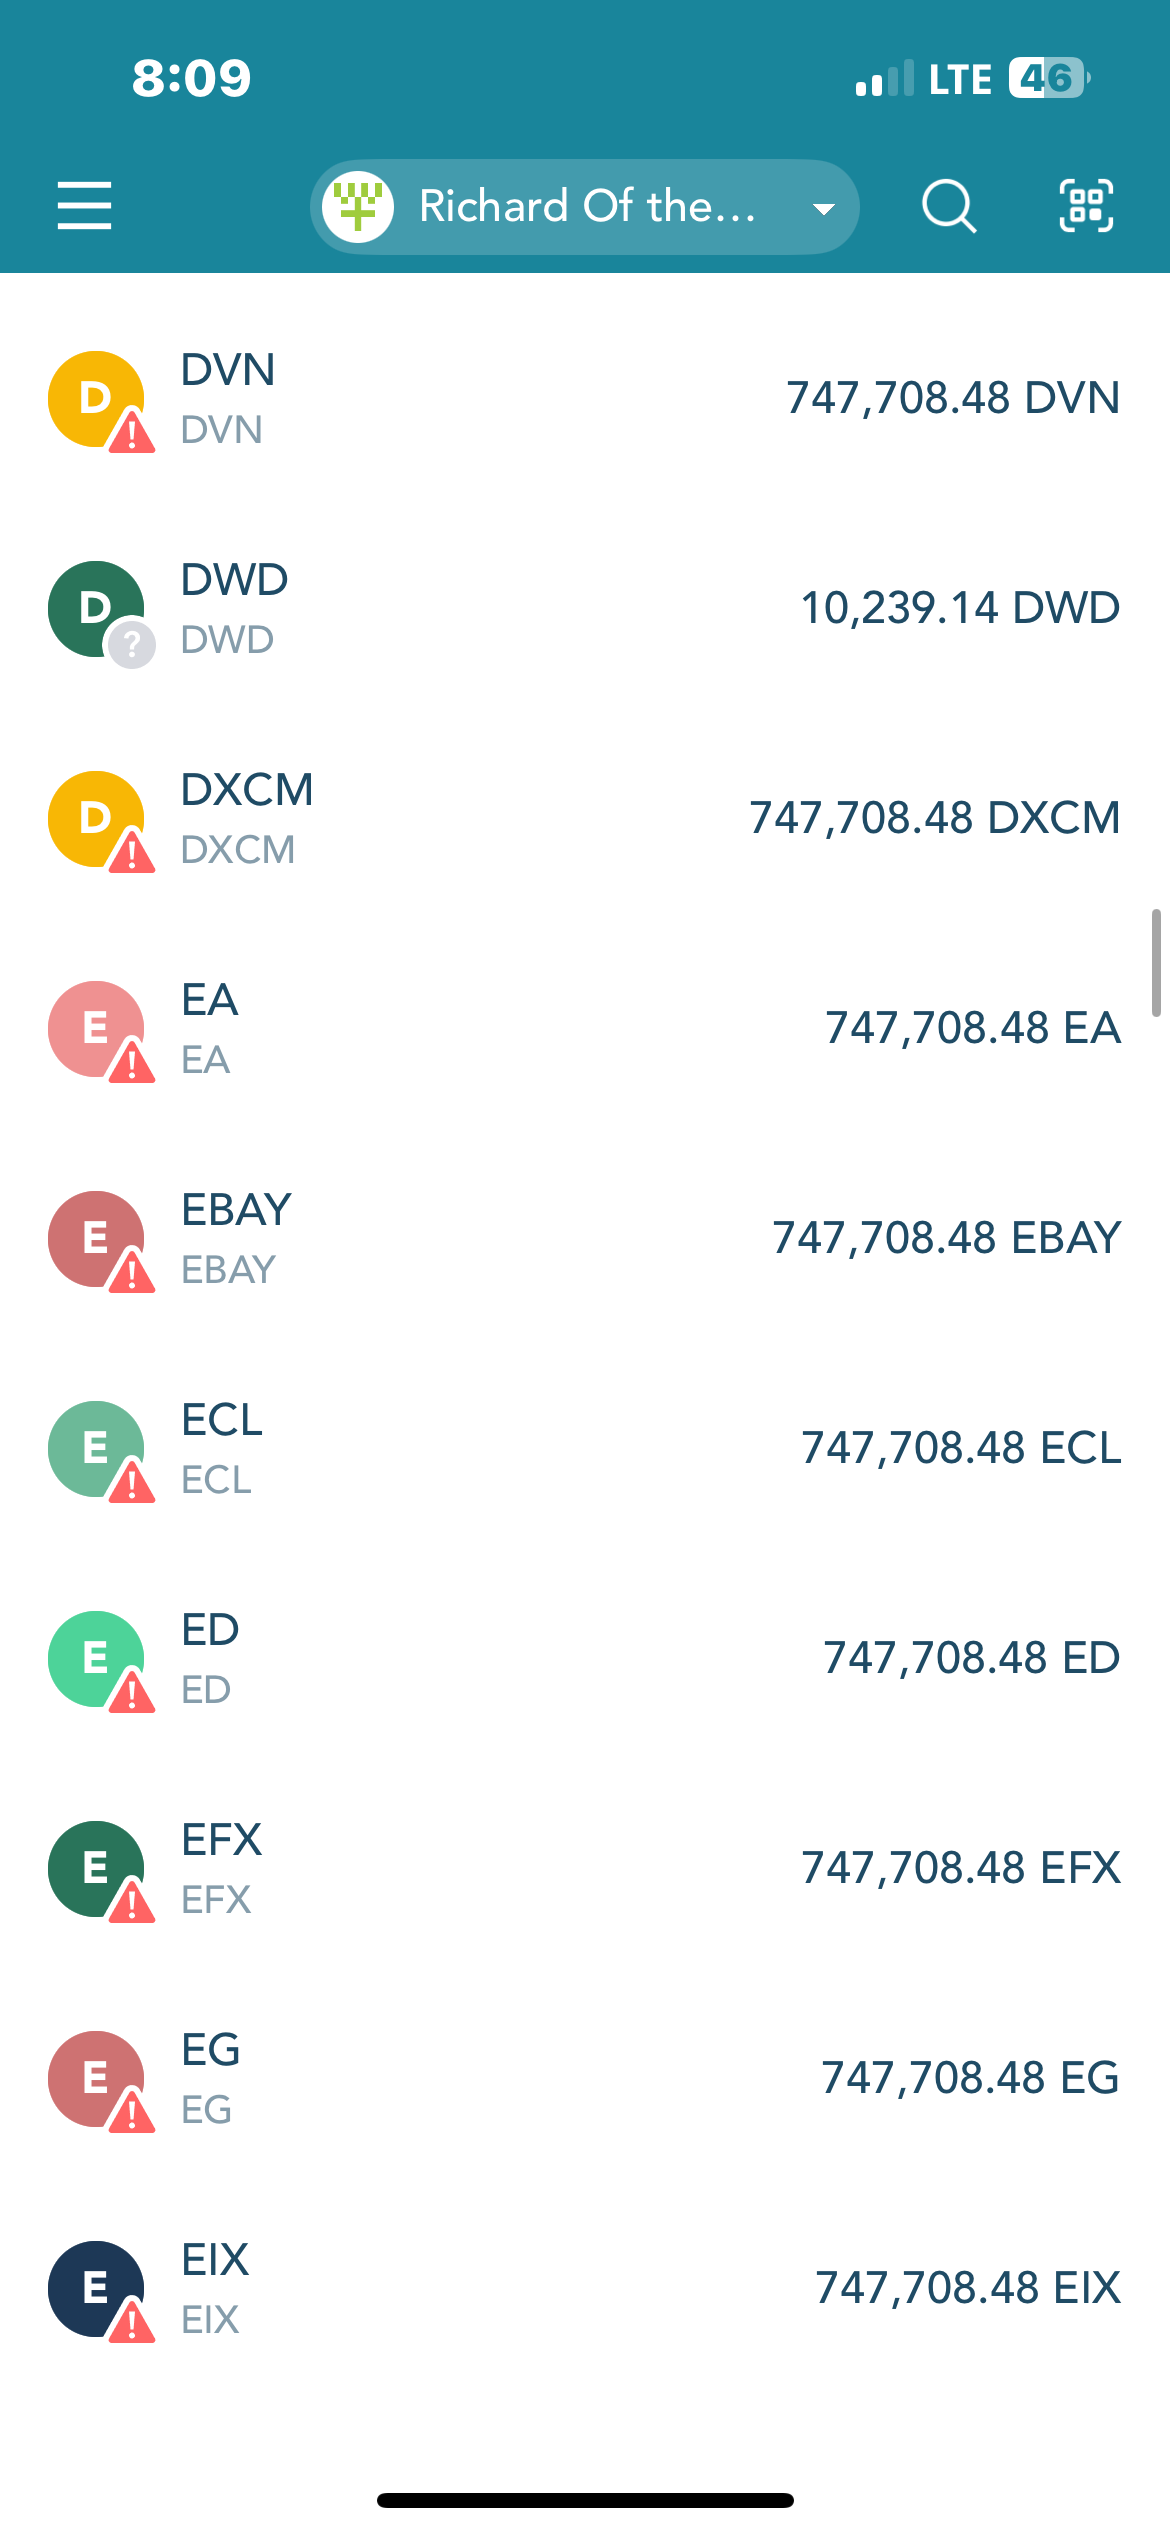 8:09
LTE 46
Richard Of the...
D
DVN
DVN
747,708.48 DVN
D
DWD
DWD
10,239.14 DWD
D
DXCM
DXCM
747,708.48 DXCM
E
EA
EA
747,708.48 EA
E
EBAY
EBAY
747,708.48 EBAY
E
ECL
ECL
747,708.48 ECL
E
ED
ED
747,708.48 ED
E
EFX
EFX
747,708.48 EFX
E
EG
EG
747,708.48 EG
E
EIX
EIX
747,708.48 EIX